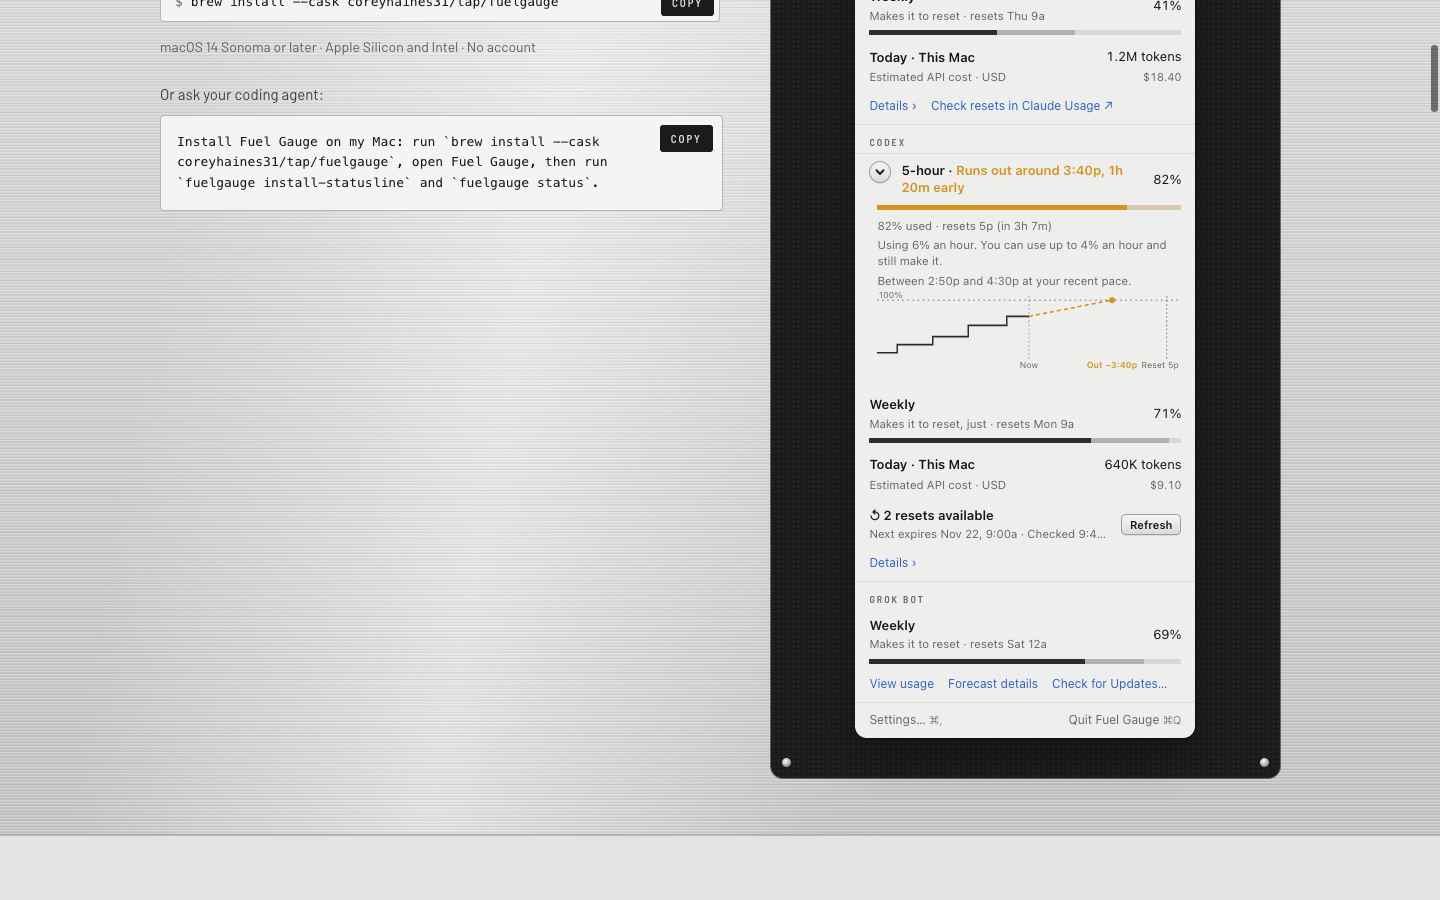 $ brew install --cask coreyhaines31/tap/fuelgauge
COPY
macOS 14 Sonoma or later · Apple Silicon and Intel · No account
Or ask your coding agent:
Install Fuel Gauge on my Mac: run `brew install --cask
coreyhaines31/tap/fuelgauge`, open Fuel Gauge, then run
`fuelgauge install-statusline` and `fuelgauge status`.
COPY
Weekly
41%
Makes it to reset · resets Thu 9a
Today · This Mac
1.2M tokens
Estimated API cost · USD
$18.40
Details ›
Check resets in Claude Usage ↗
CODEX
5-hour · Runs out around 3:40p, 1h
20m early
82%
82% used · resets 5p (in 3h 7m)
Using 6% an hour. You can use up to 4% an hour and
still make it.
Between 2:50p and 4:30p at your recent pace.
100%
Now
Out ~3:40p
Reset 5p
Weekly
71%
Makes it to reset, just · resets Mon 9a
Today · This Mac
640K tokens
Estimated API cost · USD
$9.10
2 resets available
Next expires Nov 22, 9:00a · Checked 9:4...
Refresh
Details ›
GROK BOT
Weekly
69%
Makes it to reset · resets Sat 12a
View usage
Forecast details
Check for Updates...
Settings... ⌘,
Quit Fuel Gauge ⌘Q